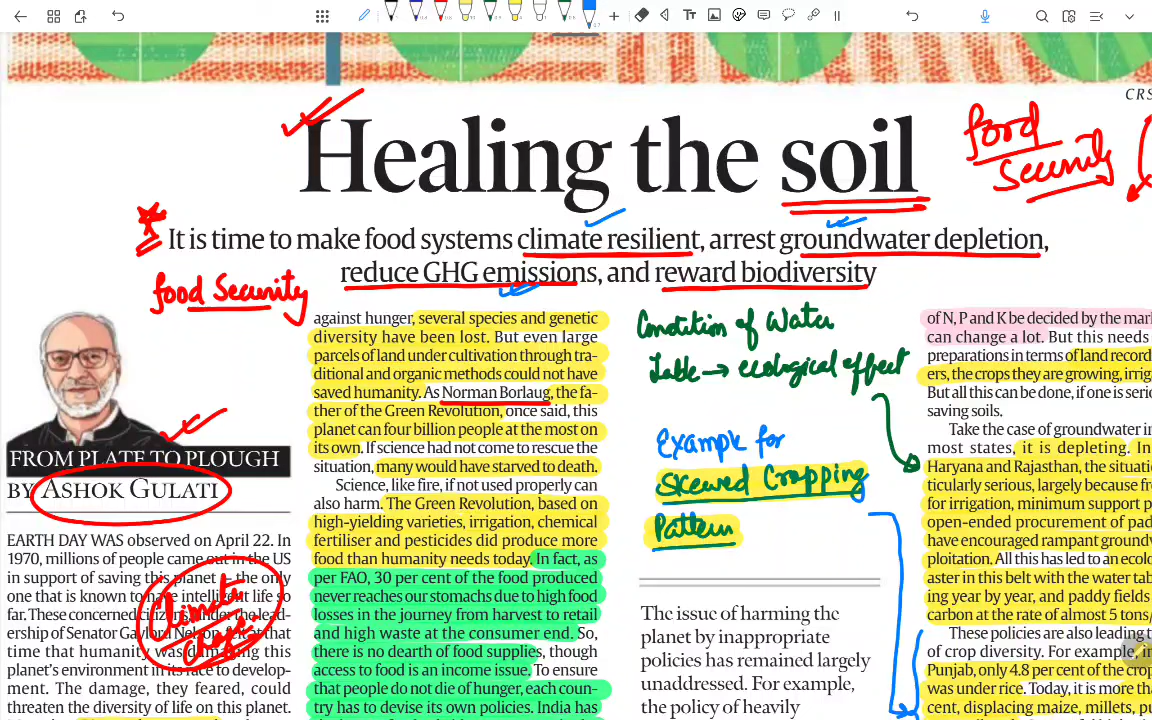 CRS
Healing the soil
food
Security
It is time to make food systems climate resilient, arrest groundwater depletion,
reduce GHG emissions, and reward biodiversity
food Security
FROM PLATE TO PLOUGH
BY ASHOK GULATI
EARTH DAY WAS observed on April 22. In
1970, millions of people came out in the US
in support of saving this planet — the only
one that is known to have intelligent life so
far. These concerned citizens, under the lead-
ership of Senator Gaylord Nelson, felt at that
time that humanity was damaging this
planet's environment in its race to develop-
ment. The damage, they feared, could
threaten the diversity of life on this planet.
Climate
against hunger, several species and genetic
diversity have been lost. But even large
parcels of land under cultivation through tra-
ditional and organic methods could not have
saved humanity. As Norman Borlaug, the fa-
ther of the Green Revolution, once said, this
planet can four billion people at the most on
its own. If science had not come to rescue the
situation, many would have starved to death.
Science, like fire, if not used properly can
also harm. The Green Revolution, based on
high-yielding varieties, irrigation, chemical
fertiliser and pesticides did produce more
food than humanity needs today. In fact, as
per FAO, 30 per cent of the food produced
never reaches our stomachs due to high food
losses in the journey from harvest to retail
and high waste at the consumer end. So,
there is no dearth of food supplies, though
access to food is an income issue. To ensure
that people do not die of hunger, each coun-
try has to devise its own policies. India has
Condition of Water
Table → ecological effect
Example for
Skewed Cropping
Pattern
The issue of harming the
planet by inappropriate
policies has remained largely
unaddressed. For example,
the policy of heavily
of N, P and K be decided by the mar
can change a lot. But this needs
preparations in terms of land record
ers, the crops they are growing, irrig
But all this can be done, if one is seri
saving soils.
Take the case of groundwater in
most states, it is depleting. In
Haryana and Rajasthan, the situati
ticularly serious, largely because fr
for irrigation, minimum support p
open-ended procurement of pad
have encouraged rampant groundv
ploitation. All this has led to an ecolo
aster in this belt with the water tab
ing year by year, and paddy fields
carbon at the rate of almost 5 tons/
These policies are also leading t
of crop diversity. For example, in
Punjab, only 4.8 per cent of the crop
was under rice. Today, it is more tha
cent, displacing maize, millets, pu